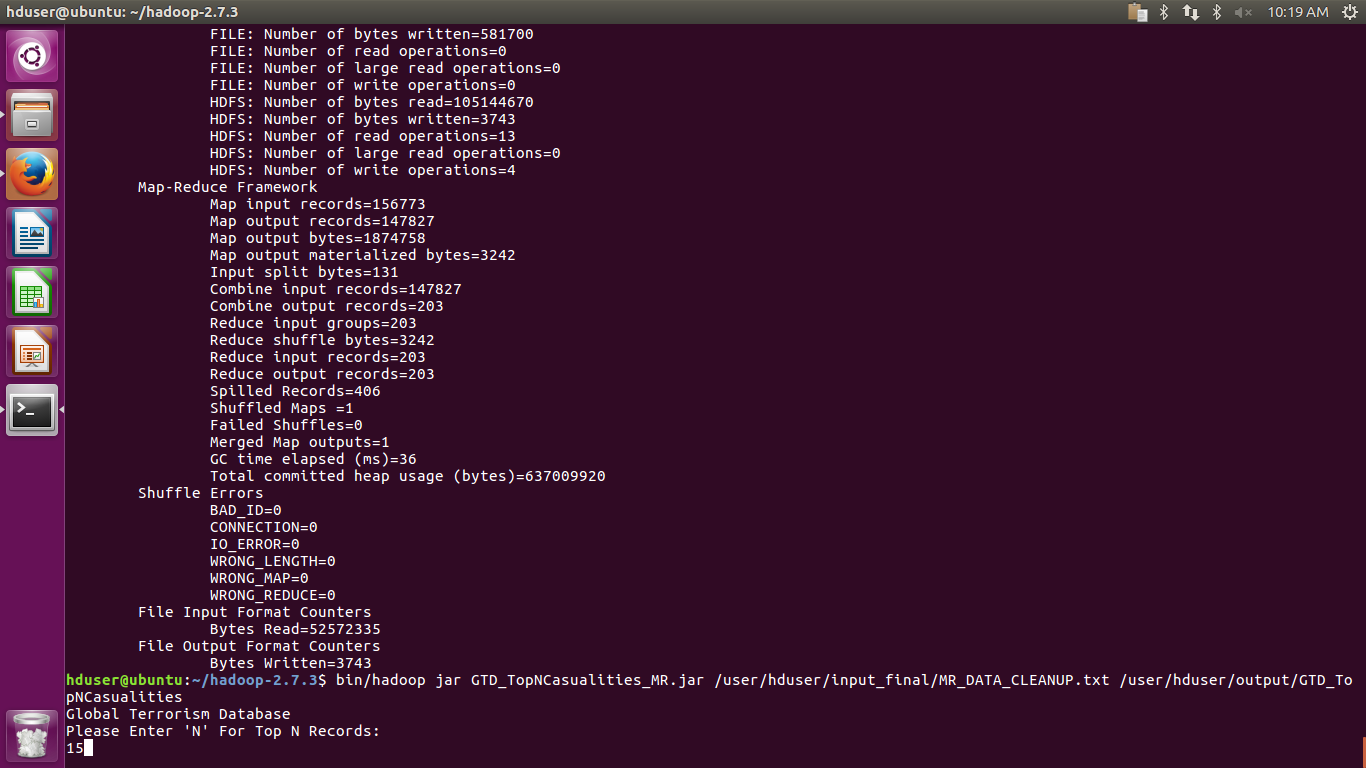 hduser@ubuntu: ~/hadoop-2.7.3
10:19 AM
FILE: Number of bytes written=581700
FILE: Number of read operations=0
FILE: Number of large read operations=0
FILE: Number of write operations=0
HDFS: Number of bytes read=105144670
HDFS: Number of bytes written=3743
HDFS: Number of read operations=13
HDFS: Number of large read operations=0
HDFS: Number of write operations=4
Map-Reduce Framework
Map input records=156773
Map output records=147827
Map output bytes=1874758
Map output materialized bytes=3242
Input split bytes=131
Combine input records=147827
Combine output records=203
Reduce input groups=203
Reduce shuffle bytes=3242
Reduce input records=203
Reduce output records=203
Spilled Records=406
Shuffled Maps =1
Failed Shuffles=0
Merged Map outputs=1
GC time elapsed (ms)=36
Total committed heap usage (bytes)=637009920
Shuffle Errors
BAD_ID=0
CONNECTION=0
IO_ERROR=0
WRONG_LENGTH=0
WRONG_MAP=0
WRONG_REDUCE=0
File Input Format Counters
Bytes Read=52572335
File Output Format Counters
Bytes Written=3743
hduser@ubuntu:~/hadoop-2.7.3$ bin/hadoop jar GTD_TopNCasualities_MR.jar /user/hduser/input_final/MR_DATA_CLEANUP.txt /user/hduser/output/GTD_To
pNCasualities
Global Terrorism Database
Please Enter 'N' For Top N Records:
15